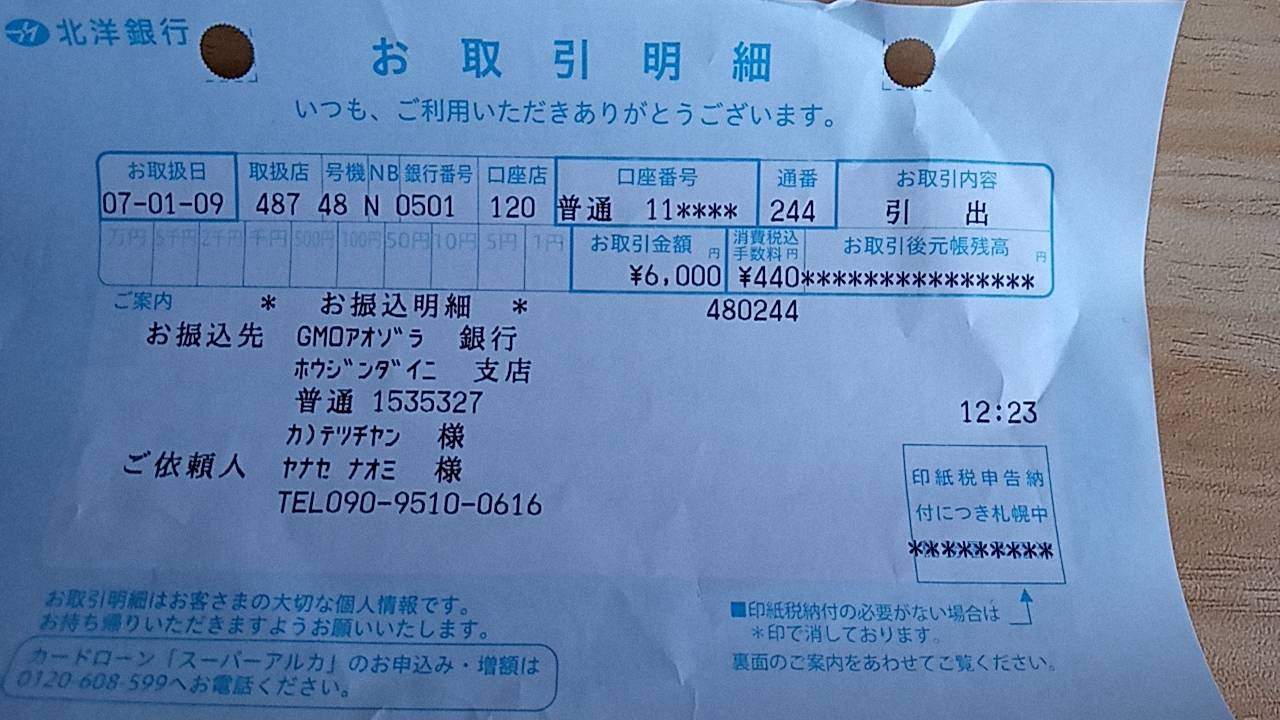 北洋銀行
お取引明細
いつも、ご利用いただきありがとうございます。
お取扱日 取扱店 号機 NB 銀行番号 口座店 口座番号 通番 お取引内容
07-01-09 487 48 N 0501 120 普通 11**** 244 引 出
万円 5千円 2千円 千円 500円 100円 50円 10円 5円 1円 お取引金額 円 消費税込手数料円 お取引後元帳残高 円
¥6,000 ¥440***************
ご案内 * お振込明細 * 480244
お振込先 GMOアオゾラ 銀行
ホウジンダイニ 支店
普通 1535327
カ)テツチヤン 様
12:23
ご依頼人 ヤナセ ナオミ 様
TEL090-9510-0616
印紙税申告納
付につき札幌中
*********
お取引明細はお客さまの大切な個人情報です。
お持ち帰りいただきますようお願いいたします。
カードローン「スーパーアルカ」のお申込み・増額は
0120-608-599へお電話ください。
■印紙税納付の必要がない場合は
*印で消しております。
裏面のご案内をあわせてご覧ください。